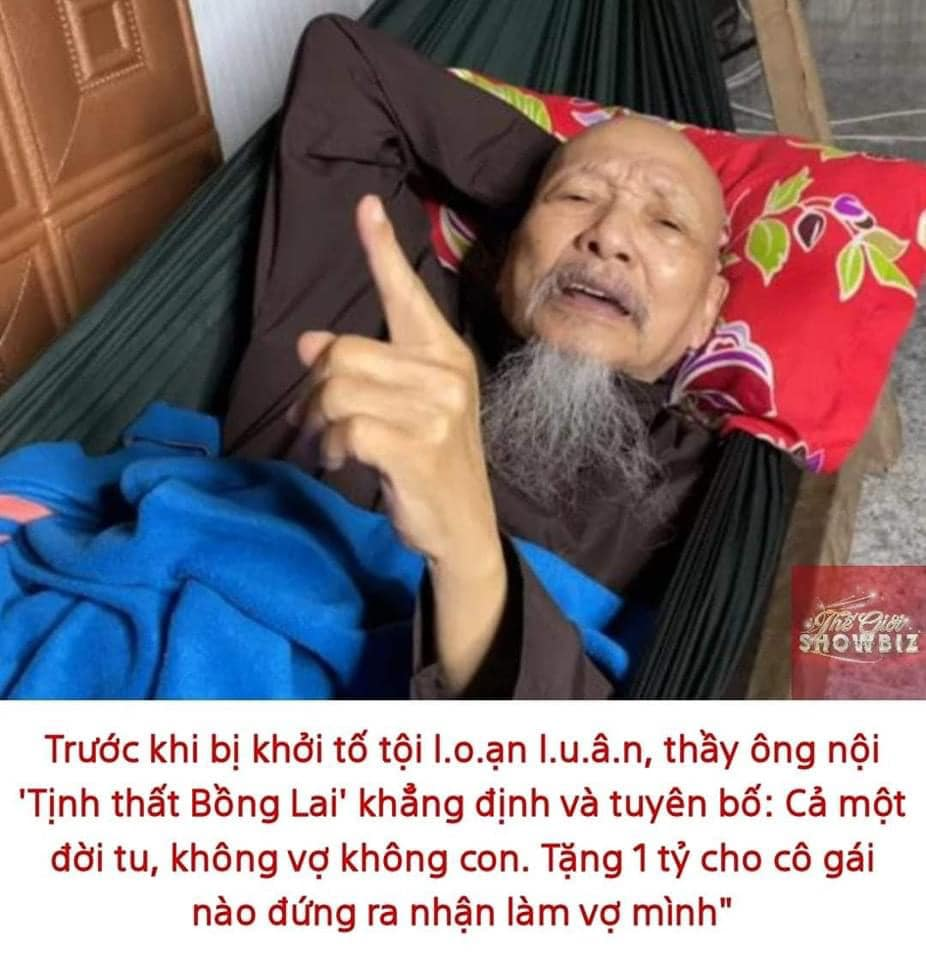 Thế Giới
SHOWBIZ
Trước khi bị khởi tố tội l.o.ạn l.u.â.n, thầy ông nội
'Tịnh thất Bồng Lai' khẳng định và tuyên bố: Cả một
đời tu, không vợ không con. Tặng 1 tỷ cho cô gái
nào đứng ra nhận làm vợ mình"